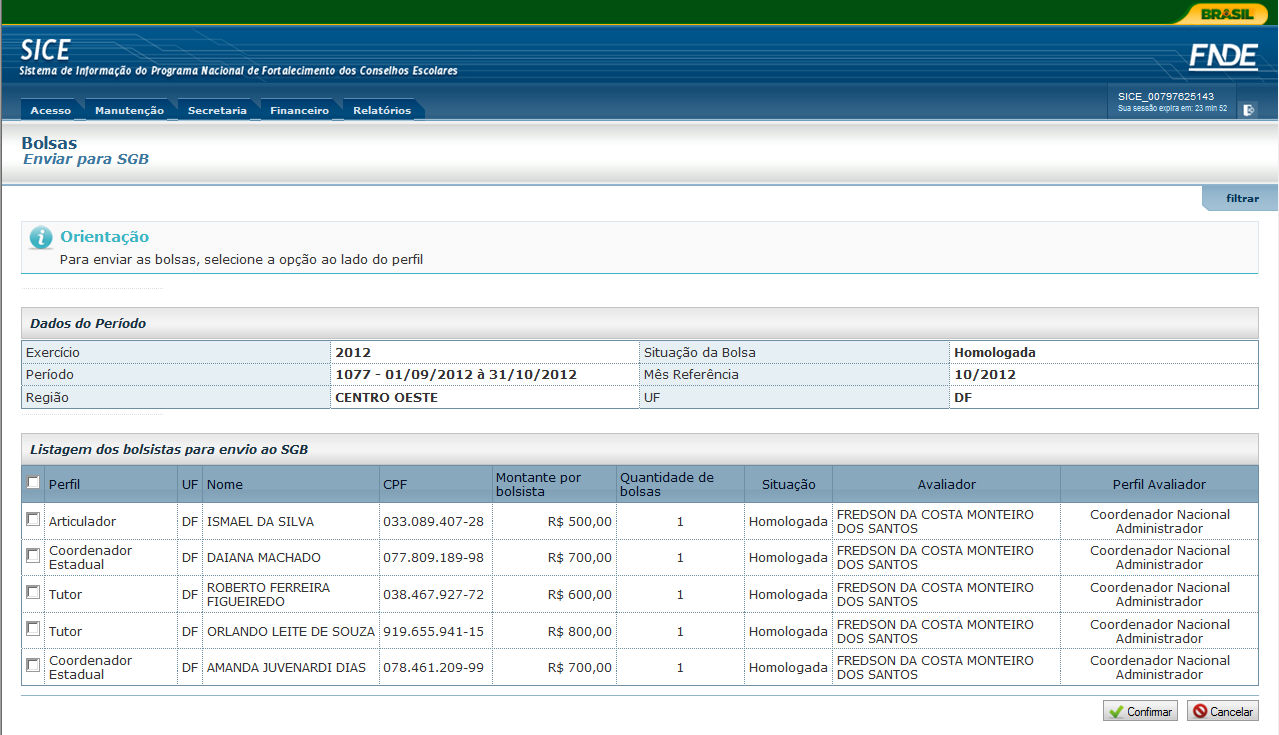 BRASIL
SICE
Sistema de Informação do Programa Nacional de Fortalecimento dos Conselhos Escolares
FNDE
Acesso Manutenção Secretaria Financeiro Relatórios
SICE_00797625143
Sua sessão expira em: 23 min 52
Bolsas
Enviar para SGB
filtrar
Orientação
Para enviar as bolsas, selecione a opção ao lado do perfil
Dados do Período
Exercício 2012 Situação da Bolsa Homologada
Período 1077 - 01/09/2012 à 31/10/2012 Mês Referência 10/2012
Região CENTRO OESTE UF DF
Listagem dos bolsistas para envio ao SGB
Perfil UF Nome CPF Montante por bolsista Quantidade de bolsas Situação Avaliador Perfil Avaliador
Articulador DF ISMAEL DA SILVA 033.089.407-28 R$ 500,00 1 Homologada FREDSON DA COSTA MONTEIRO DOS SANTOS Coordenador Nacional Administrador
Coordenador Estadual DF DAIANA MACHADO 077.809.189-98 R$ 700,00 1 Homologada FREDSON DA COSTA MONTEIRO DOS SANTOS Coordenador Nacional Administrador
Tutor DF ROBERTO FERREIRA FIGUEIREDO 038.467.927-72 R$ 600,00 1 Homologada FREDSON DA COSTA MONTEIRO DOS SANTOS Coordenador Nacional Administrador
Tutor DF ORLANDO LEITE DE SOUZA 919.655.941-15 R$ 800,00 1 Homologada FREDSON DA COSTA MONTEIRO DOS SANTOS Coordenador Nacional Administrador
Coordenador Estadual DF AMANDA JUVENARDI DIAS 078.461.209-99 R$ 700,00 1 Homologada FREDSON DA COSTA MONTEIRO DOS SANTOS Coordenador Nacional Administrador
Confirmar Cancelar